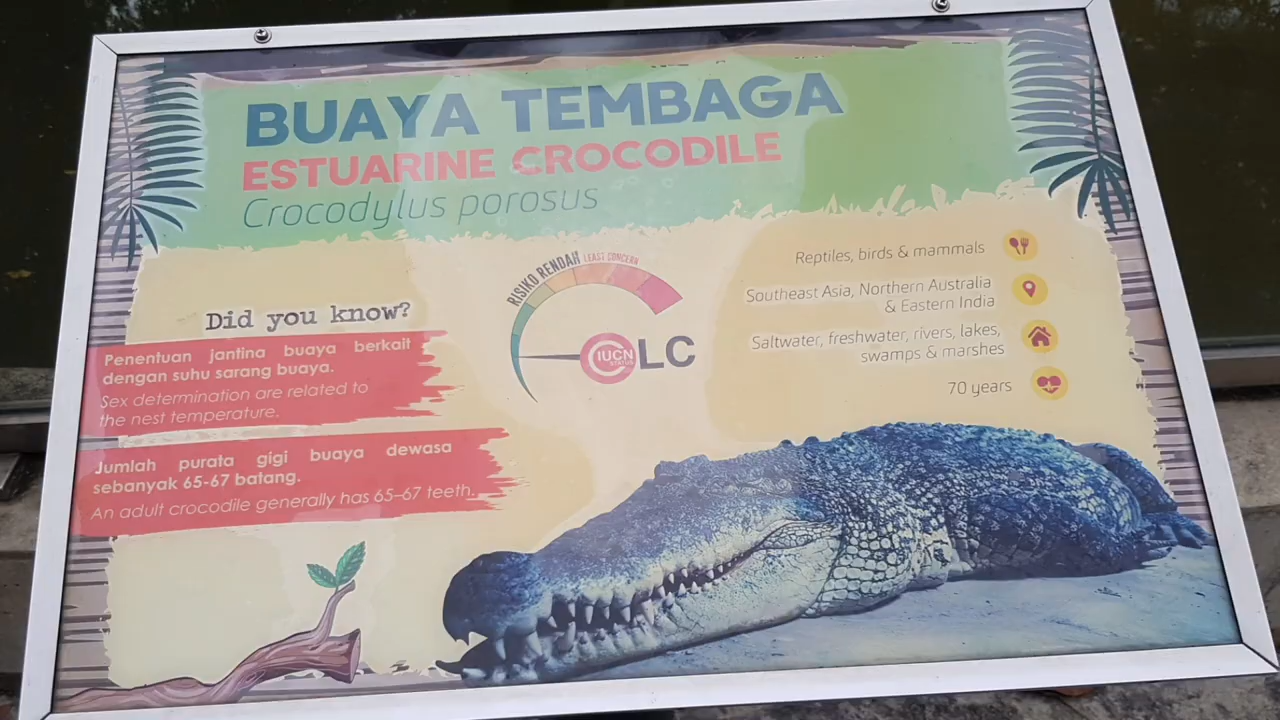 BUAYA TEMBAGA
ESTUARINE CROCODILE
Crocodylus porosus
Did you know?
Penentuan jantina buaya berkait
dengan suhu sarang buaya.
Sex determination are related to
the nest temperature.
Jumlah purata gigi buaya dewasa
sebanyak 65-67 batang.
An adult crocodile generally has 65–67 teeth.
RISIKO RENDAH LEAST CONCERN
IUCN
STATUS
LC
Reptiles, birds & mammals
Southeast Asia, Northern Australia
& Eastern India
Saltwater, freshwater, rivers, lakes,
swamps & marshes
70 years